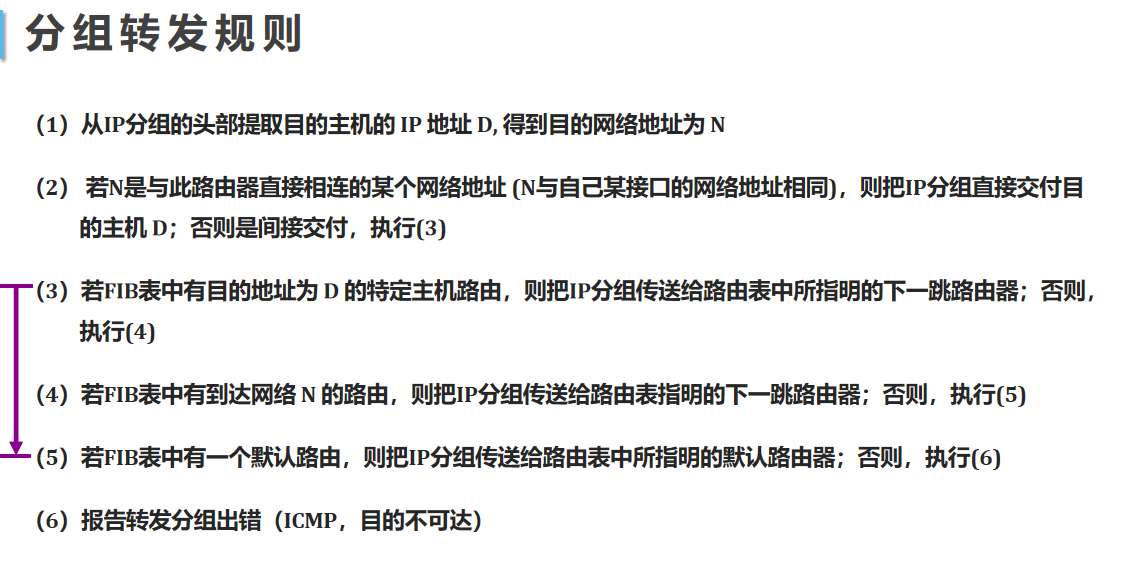 分组转发规则
（1）从IP分组的头部提取目的主机的 IP 地址 D, 得到目的网络地址为 N
（2） 若N是与此路由器直接相连的某个网络地址 (N与自己某接口的网络地址相同)，则把IP分组直接交付目
的主机 D；否则是间接交付，执行(3)
（3）若FIB表中有目的地址为 D 的特定主机路由，则把IP分组传送给路由表中所指明的下一跳路由器；否则，
执行(4)
（4）若FIB表中有到达网络 N 的路由，则把IP分组传送给路由表指明的下一跳路由器；否则，执行(5)
（5）若FIB表中有一个默认路由，则把IP分组传送给路由表中所指明的默认路由器；否则，执行(6)
（6）报告转发分组出错（ICMP，目的不可达）